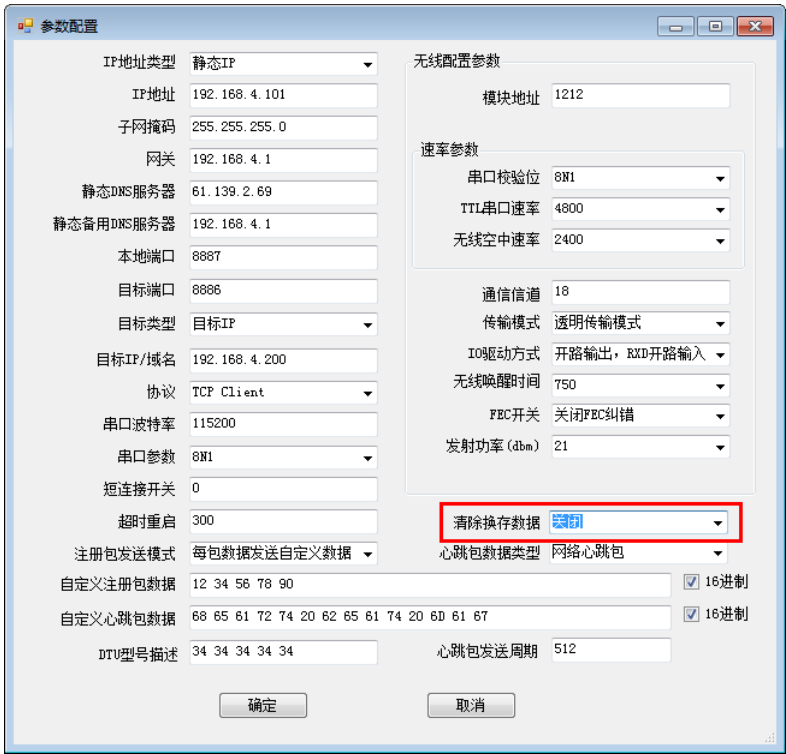 参数配置
IP地址类型 静态IP
IP地址 192.168.4.101
子网掩码 255.255.255.0
网关 192.168.4.1
静态DNS服务器 61.139.2.69
静态备用DNS服务器 192.168.4.1
本地端口 8887
目标端口 8886
目标类型 目标IP
目标IP/域名 192.168.4.200
协议 TCP Client
串口波特率 115200
串口参数 8N1
短连接开关 0
超时重启 300
注册包发送模式 每包数据发送自定义数据
无线配置参数
模块地址 1212
速率参数
串口校验位 8N1
TTL串口速率 4800
无线空中速率 2400
通信信道 18
传输模式 透明传输模式
IO驱动方式 开路输出，RXD开路输入
无线唤醒时间 750
FEC开关 关闭FEC纠错
发射功率(dbm) 21
清除换存数据 关闭
心跳包数据类型 网络心跳包
自定义注册包数据 12 34 56 78 90 16进制
自定义心跳包数据 68 65 61 72 74 20 62 65 61 74 20 6D 61 67 16进制
DTU型号描述 34 34 34 34 34 心跳包发送周期 512
确定 取消